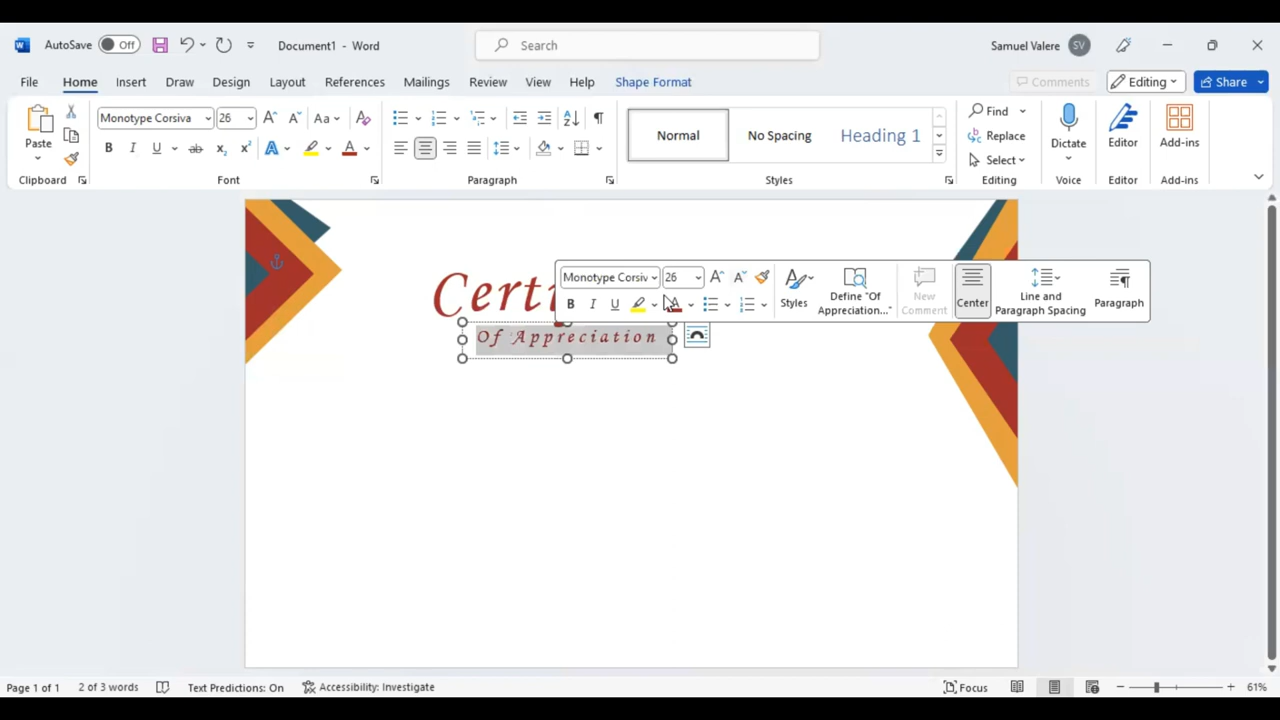 AutoSave Off Document1 - Word Search Samuel Valere SV
File Home Insert Draw Design Layout References Mailings Review View Help Shape Format Comments Editing Share
Monotype Corsiva 26 Aa Find
Paste B I U ab x2 x2 A A Normal No Spacing Heading 1 Replace Dictate Editor Add-ins
Select
Clipboard Font Paragraph Styles Editing Voice Editor Add-ins
Monotype Corsiv 26
B I U A Styles Define "Of Appreciation..." New Comment Center Line and Paragraph Spacing Paragraph
Certi
Of Appreciation
Page 1 of 1 2 of 3 words Text Predictions: On Accessibility: Investigate Focus 61%